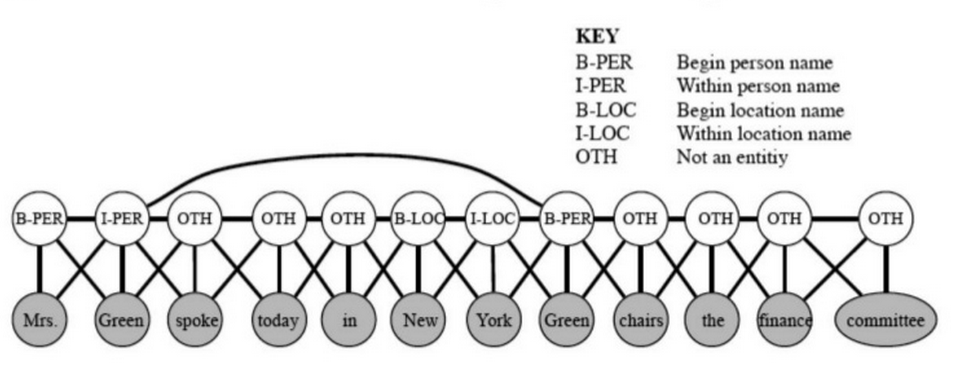 KEY
B-PER Begin person name
I-PER Within person name
B-LOC Begin location name
I-LOC Within location name
OTH Not an entitiy
B-PER I-PER OTH OTH OTH B-LOC I-LOC B-PER OTH OTH OTH OTH
Mrs. Green spoke today in New York Green chairs the finance committee